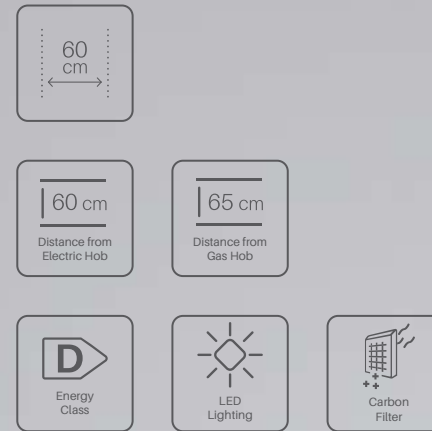 60
cm
60 cm
Distance from
Electric Hob
65 cm
Distance from
Gas Hob
D
Energy
Class
LED
Lighting
Carbon
Filter